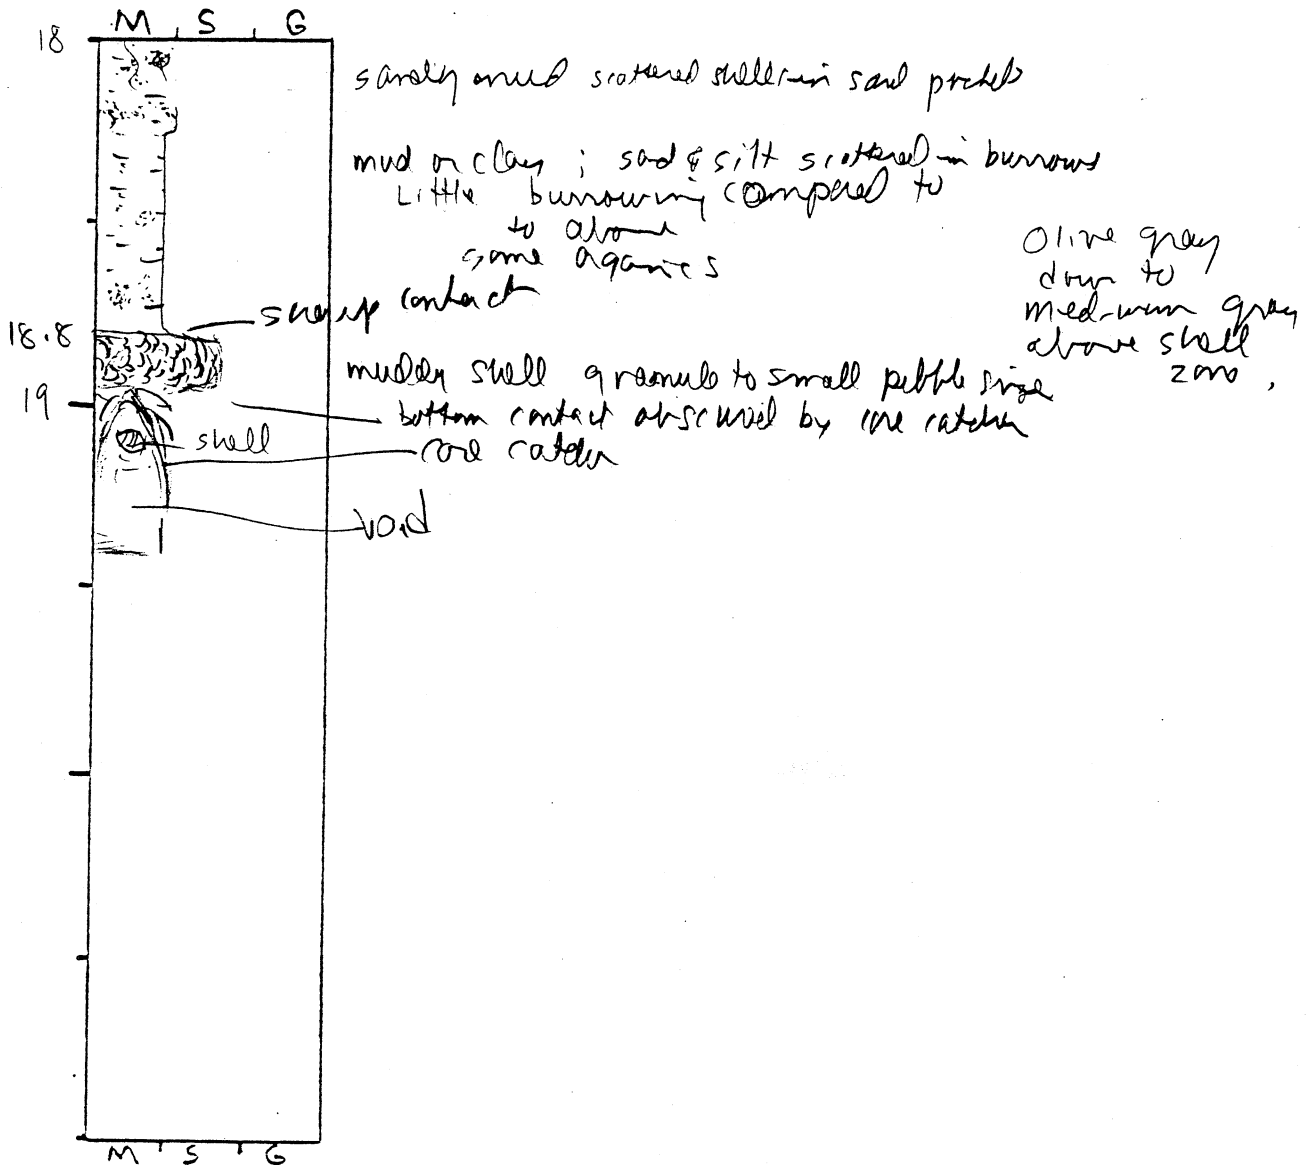 M S G
18
sandy mud scattered shell in sand pockets
mud or clay ; sand & silt scattered in burrows
Little burrowing compared to
to above
some organics
Olive gray
down to
med-  gray
above shell
zone ,
sharp contact
18.8
muddy shell granule to small pebble size
19
bottom contact obscured by core catcher
shell
core catcher
void
M S G